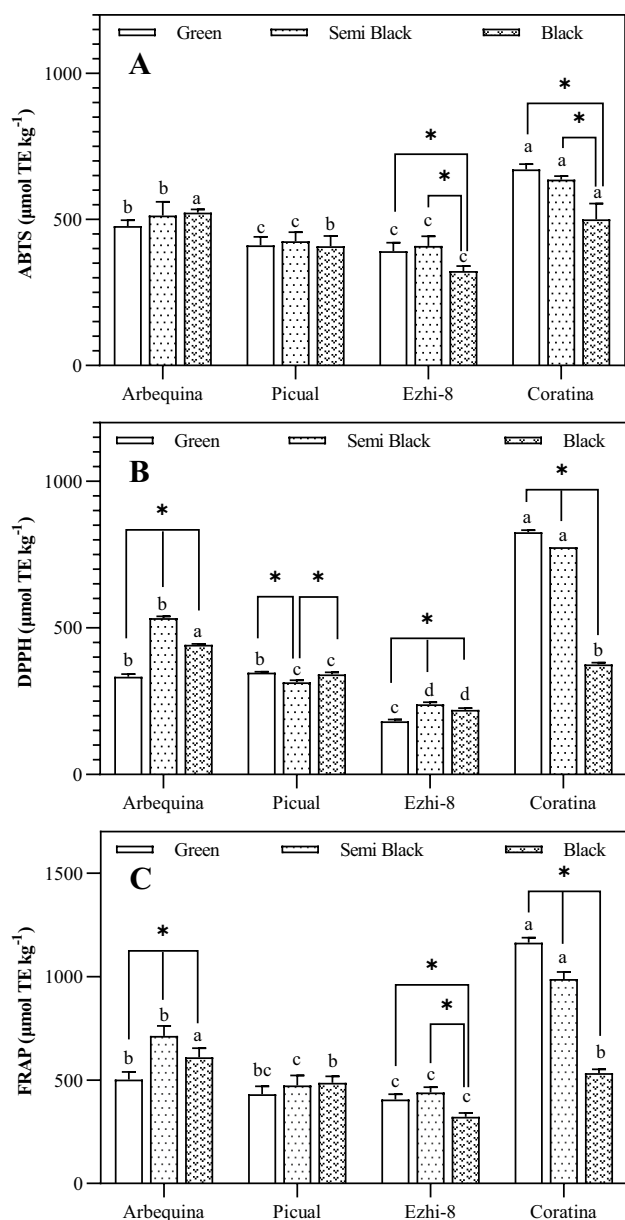 Green Semi Black Black
A
ABTS (μmol TE kg-1)
1000
500
0
* * * *
b b a c c b c c c a a a
Arbequina Picual Ezhi-8 Coratina
Green Semi Black Black
B
DPPH (μmol TE kg-1)
1000
500
0
* * * * *
b b a b c c c d d a a b
Arbequina Picual Ezhi-8 Coratina
Green Semi Black Black
C
FRAP (μmol TE kg-1)
1500
1000
500
0
* * * *
b b a bc c b c c c a a b
Arbequina Picual Ezhi-8 Coratina